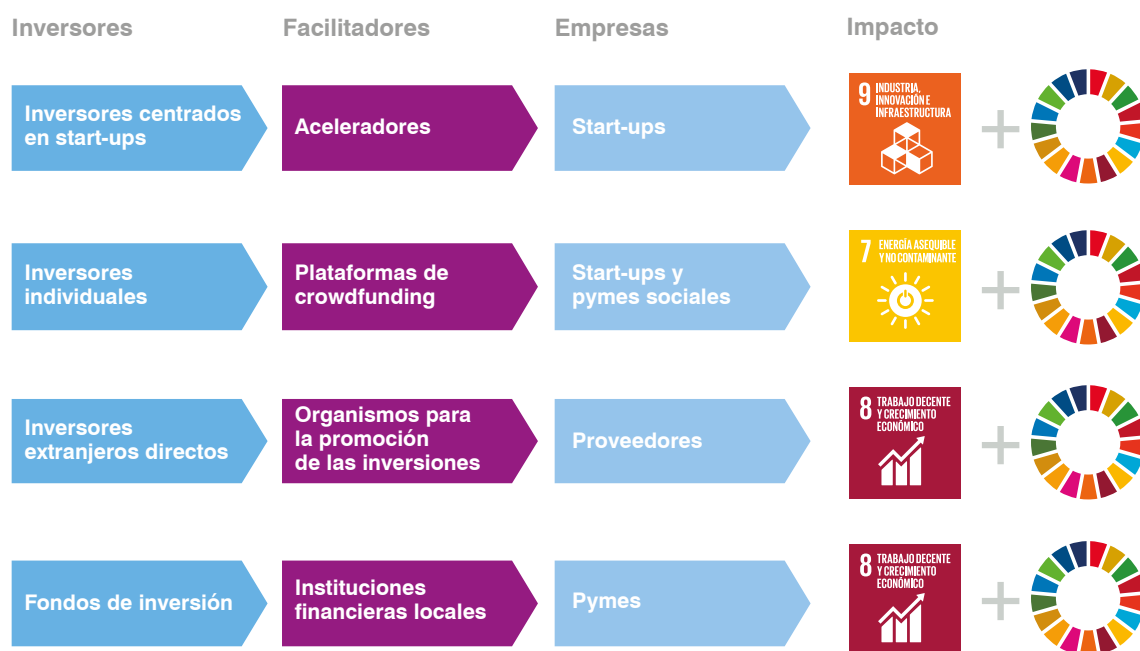 Inversores
Facilitadores
Empresas
Impacto
Inversores centrados
en start-ups
Aceleradores
Start-ups
9 INDUSTRIA,
INNOVACIÓN E
INFRAESTRUCTURA
+
Inversores
individuales
Plataformas de
crowdfunding
Start-ups y
pymes sociales
7 ENERGÍA ASEQUIBLE
Y NO CONTAMINANTE
+
Inversores
extranjeros directos
Organismos para
la promoción
de las inversiones
Proveedores
8 TRABAJO DECENTE
Y CRECIMIENTO
ECONÓMICO
+
Fondos de inversión
Instituciones
financieras locales
Pymes
8 TRABAJO DECENTE
Y CRECIMIENTO
ECONÓMICO
+